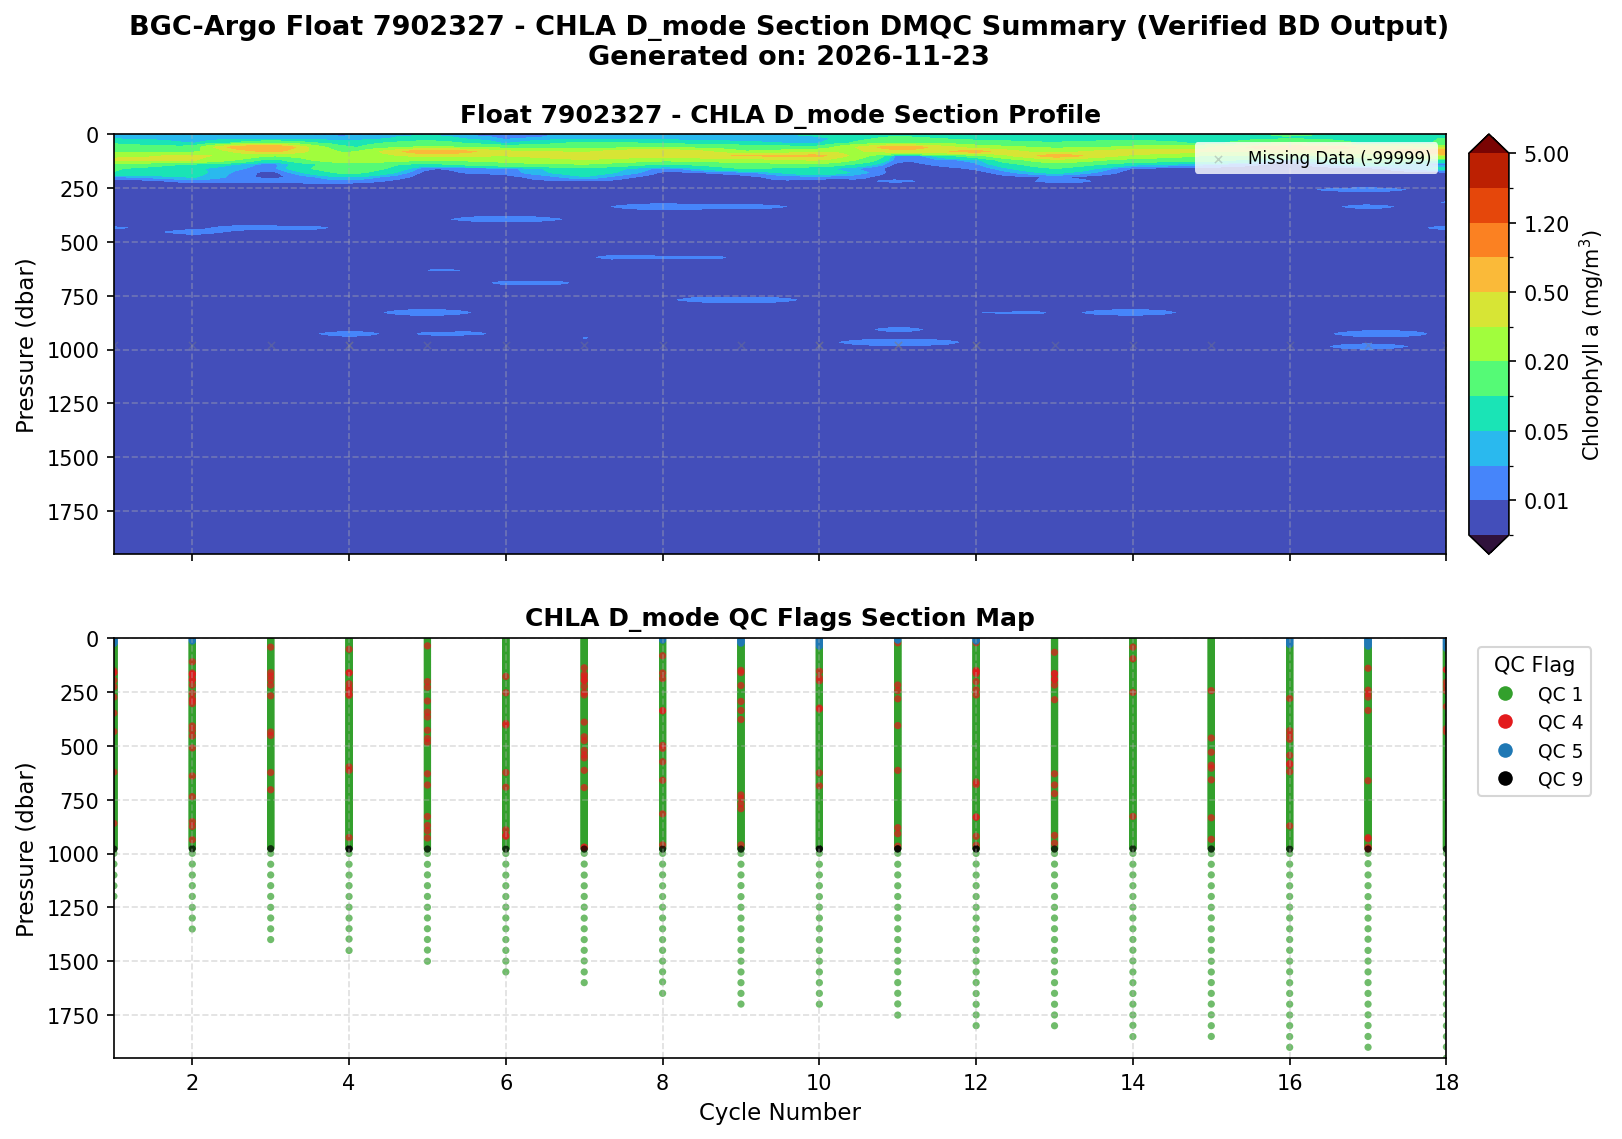 BGC-Argo Float 7902327 - CHLA D_mode Section DMQC Summary (Verified BD Output)
Generated on: 2026-11-23
Float 7902327 - CHLA D_mode Section Profile
Pressure (dbar)
0
250
500
750
1000
1250
1500
1750
Missing Data (-99999)
5.00
1.20
0.50
0.20
0.05
0.01
Chlorophyll a (mg/m³)
CHLA D_mode QC Flags Section Map
Pressure (dbar)
0
250
500
750
1000
1250
1500
1750
2
4
6
8
10
12
14
16
18
Cycle Number
QC Flag
QC 1
QC 4
QC 5
QC 9